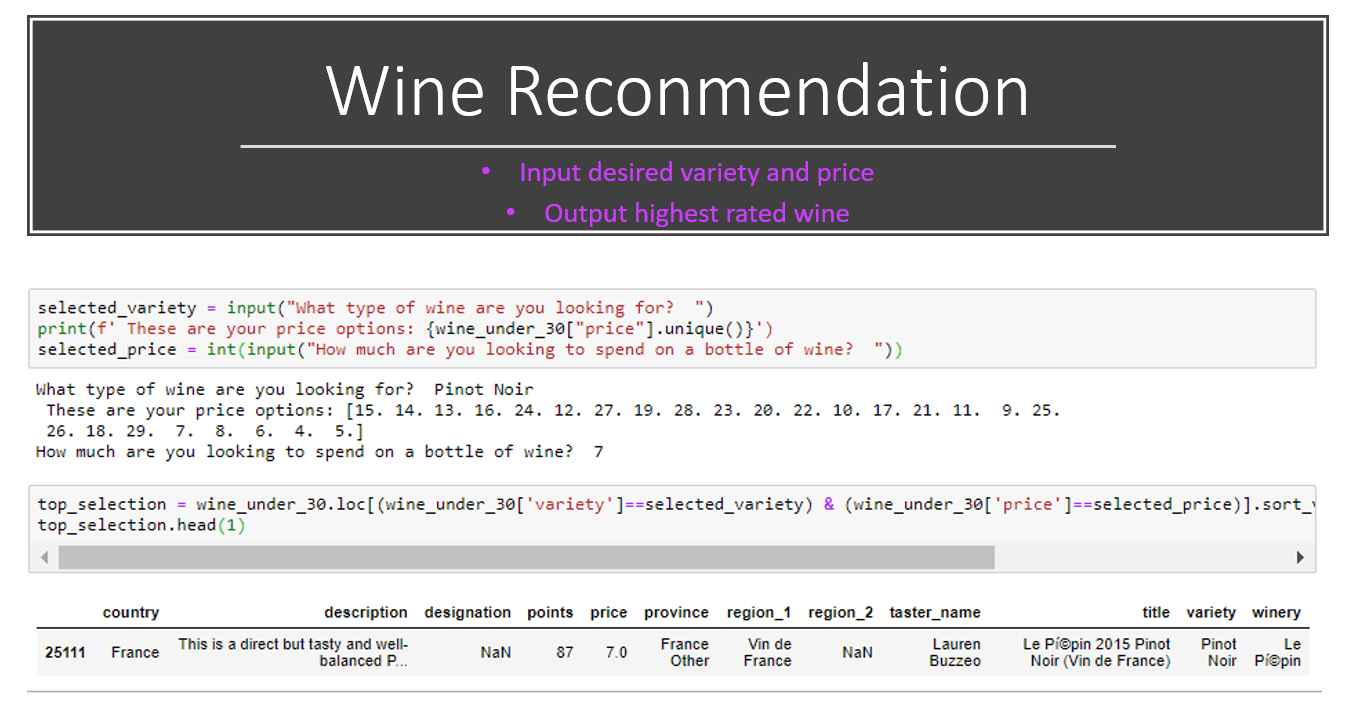 Wine Reconmendation
• Input desired variety and price
• Output highest rated wine
selected_variety = input("What type of wine are you looking for?  ")
print(f' These are your price options: {wine_under_30["price"].unique()}')
selected_price = int(input("How much are you looking to spend on a bottle of wine?  "))
What type of wine are you looking for?  Pinot Noir
These are your price options: [15. 14. 13. 16. 24. 12. 27. 19. 28. 23. 20. 22. 10. 17. 21. 11.  9. 25.
26. 18. 29.  7.  8.  6.  4.  5.]
How much are you looking to spend on a bottle of wine?  7
top_selection = wine_under_30.loc[(wine_under_30['variety']==selected_variety) & (wine_under_30['price']==selected_price)].sort_
top_selection.head(1)
country description designation points price province region_1 region_2 taster_name title variety winery
25111 France This is a direct but tasty and well- NaN 87 7.0 France Vin de NaN Lauren Le Pí©pin 2015 Pinot Pinot Le
balanced P... Other France Buzzeo Noir (Vin de France) Noir Pí©pin